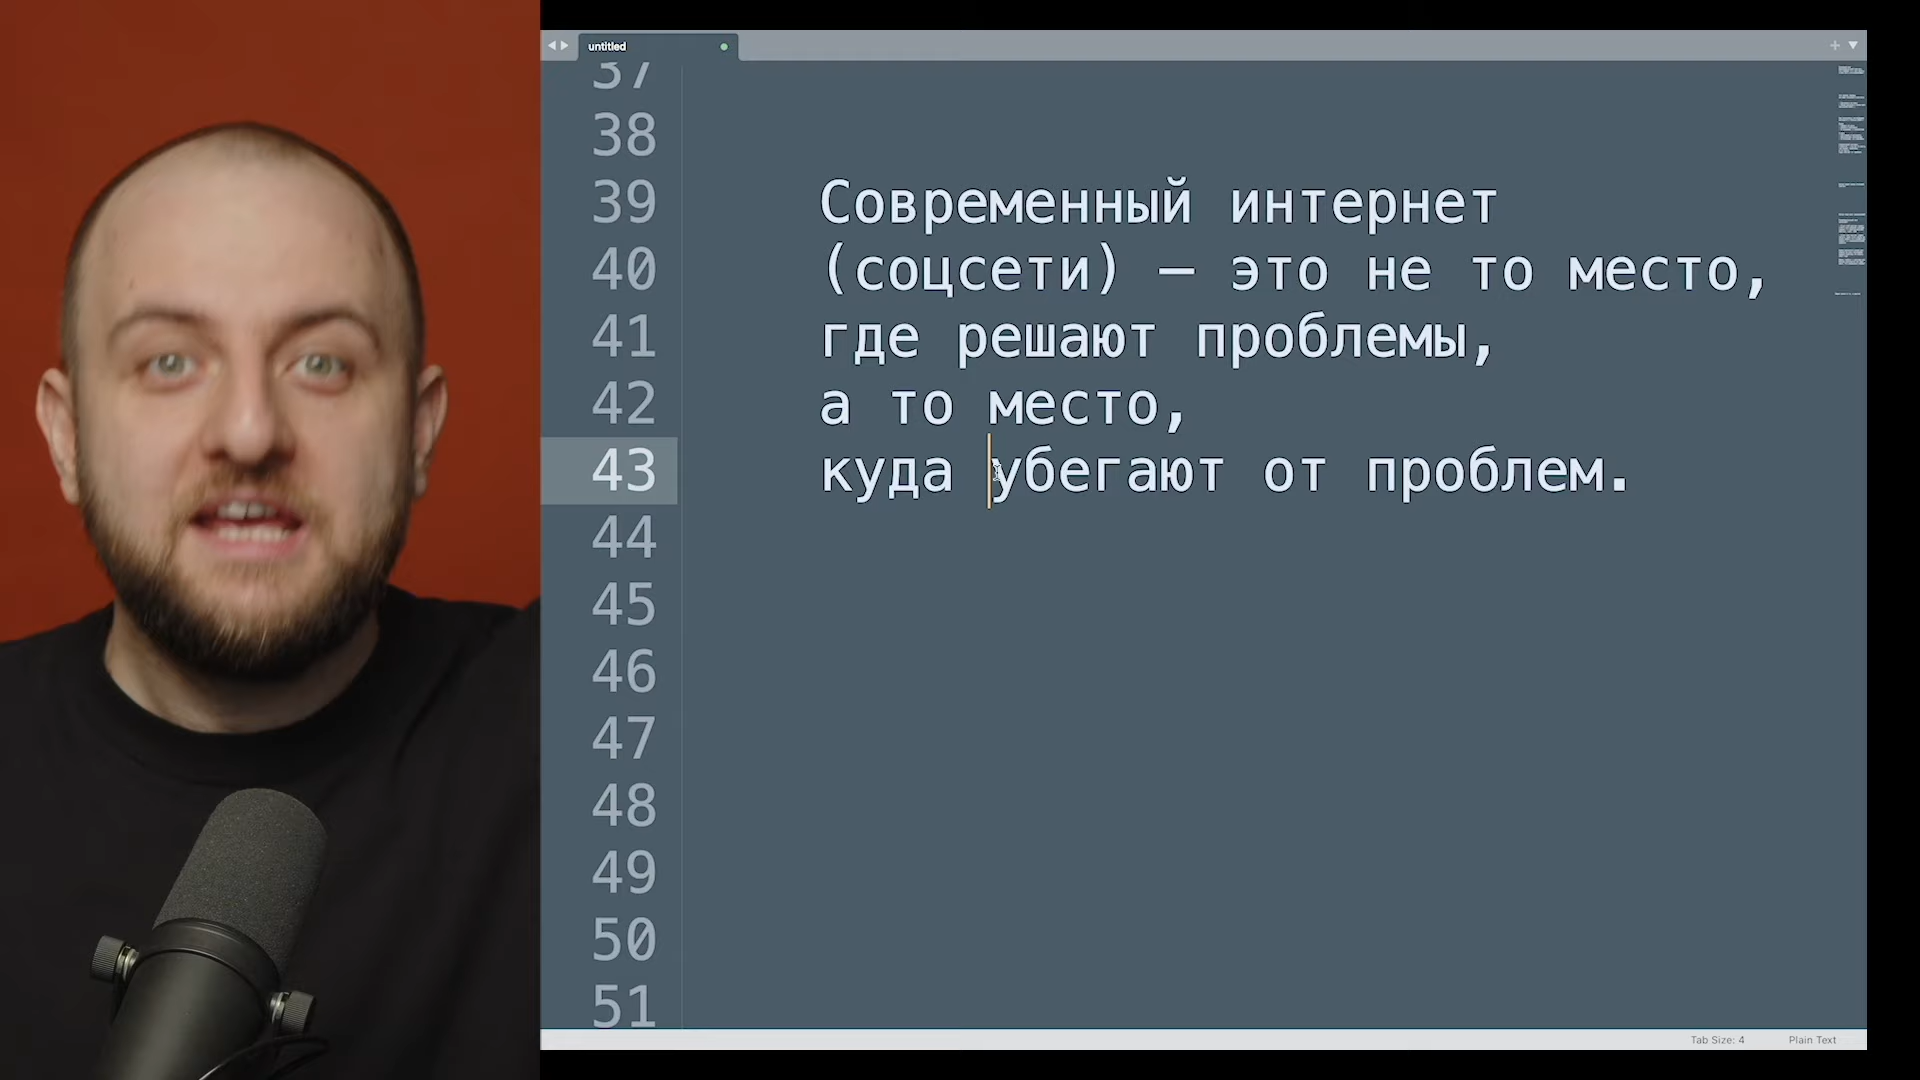 untitled
37
38
39 Современный интернет
40 (соцсети) — это не то место,
41 где решают проблемы,
42 а то место,
43 куда убегают от проблем.
44
45
46
47
48
49
50
51
Tab Size: 4 Plain Text